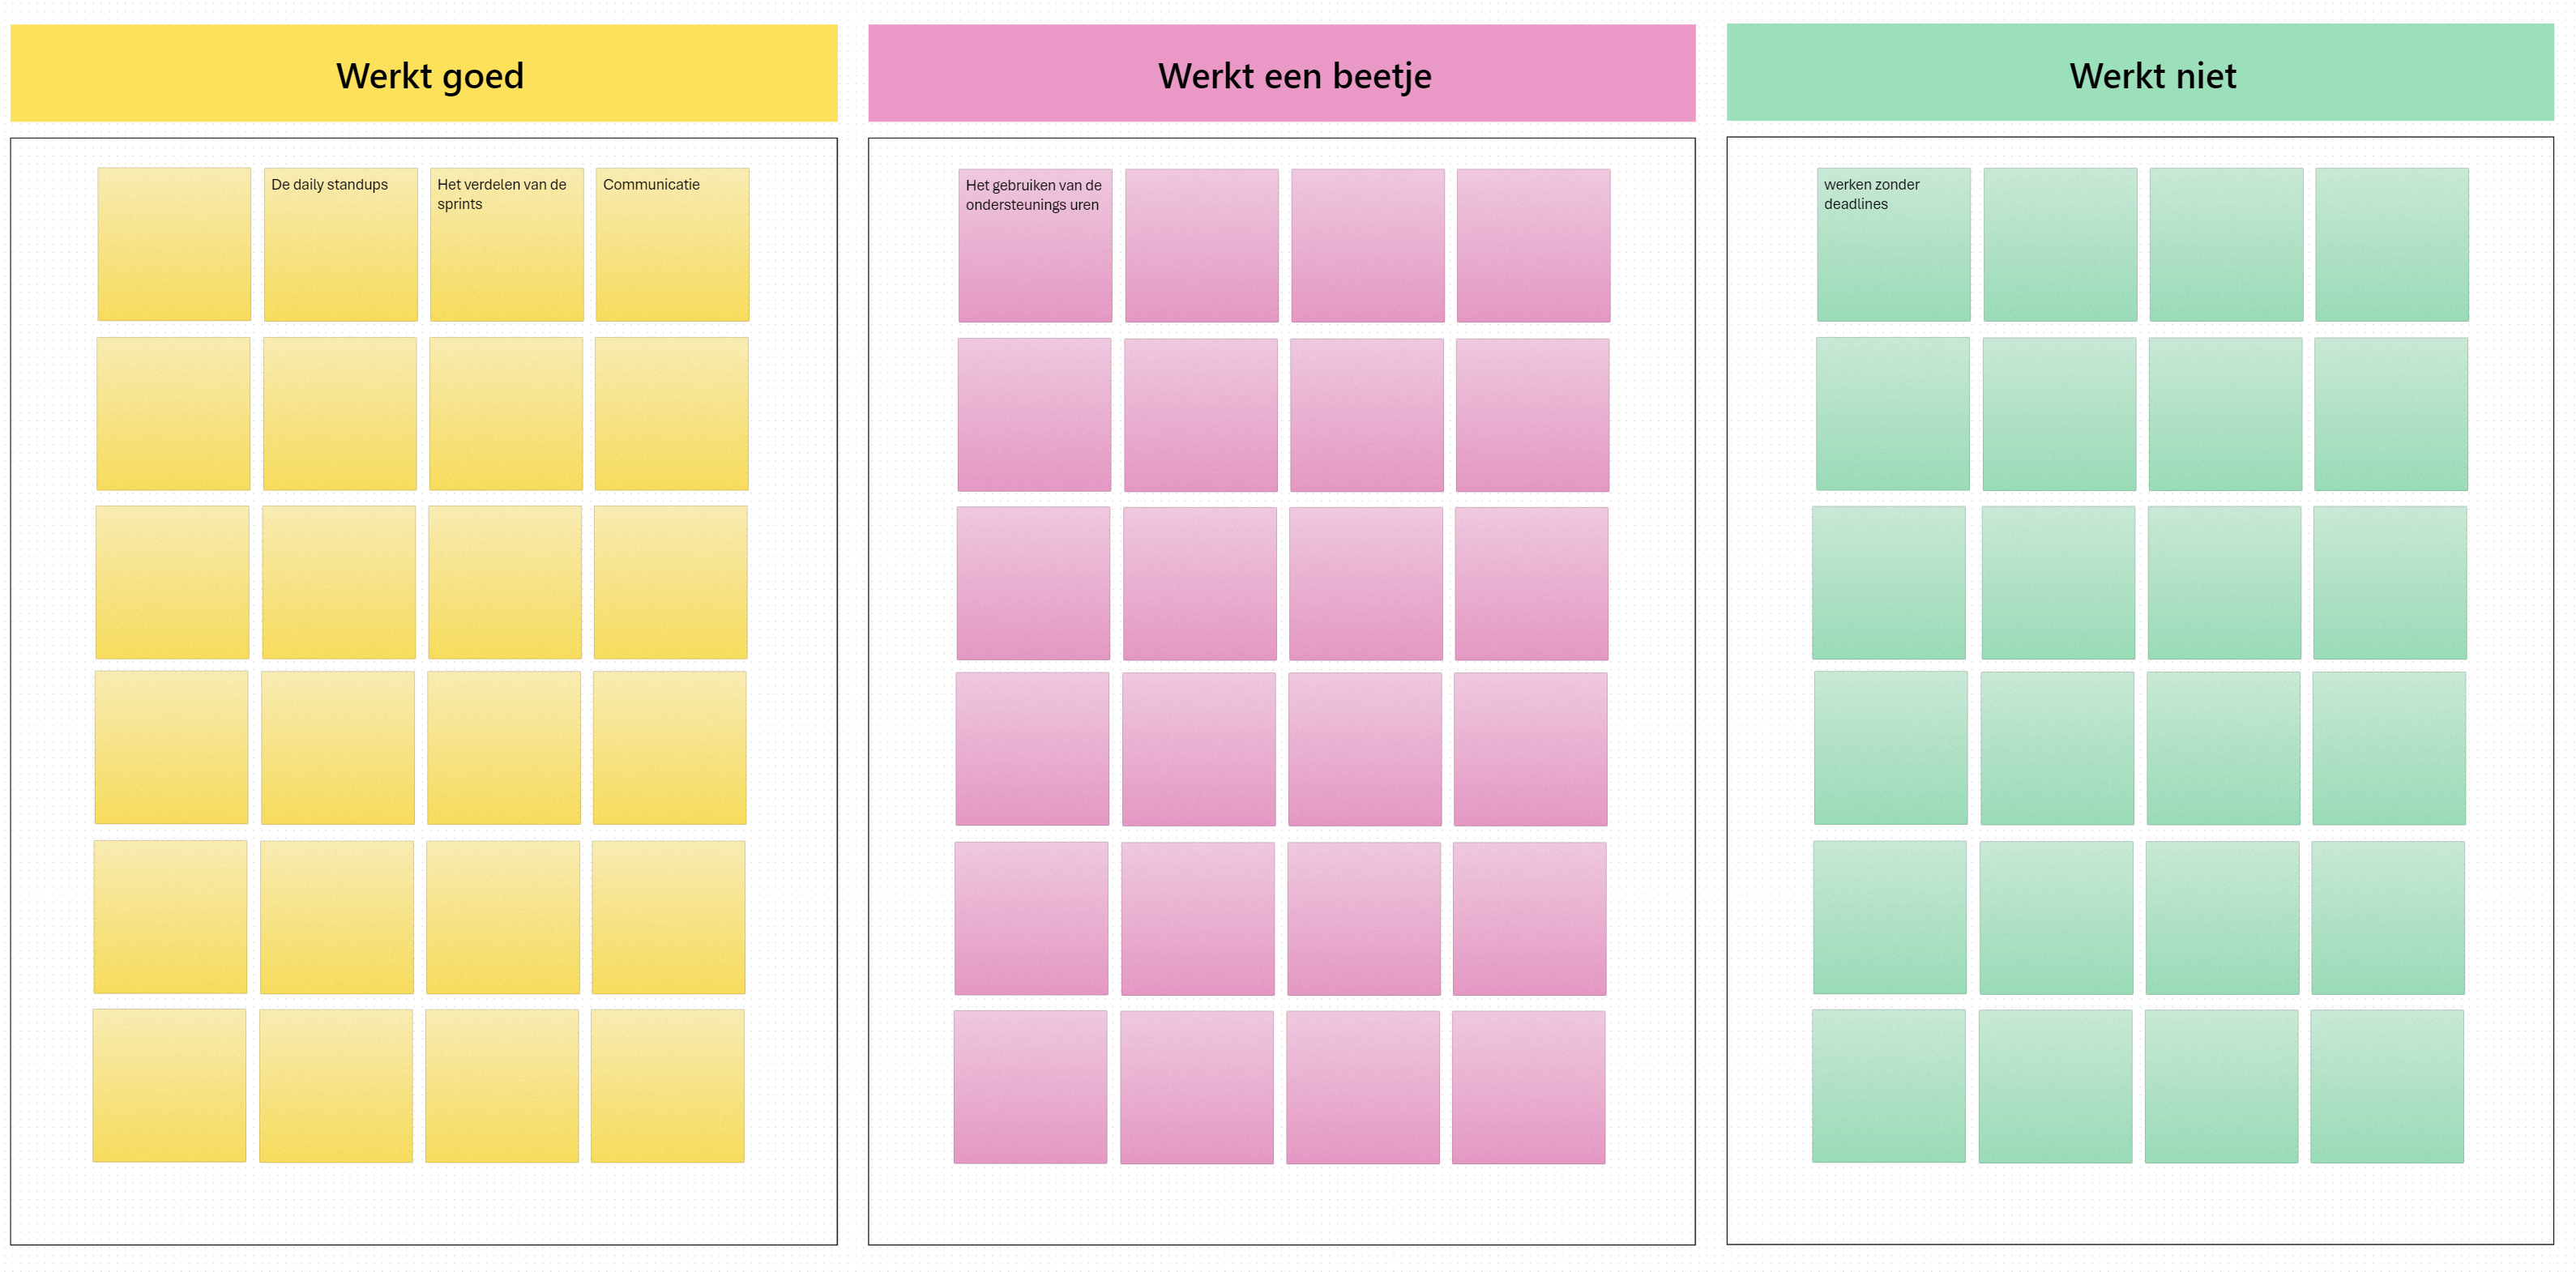 Werkt goed
Werkt een beetje
Werkt niet
De daily standups
Het verdelen van de
sprints
Communicatie
Het gebruiken van de
ondersteunings uren
werken zonder
deadlines